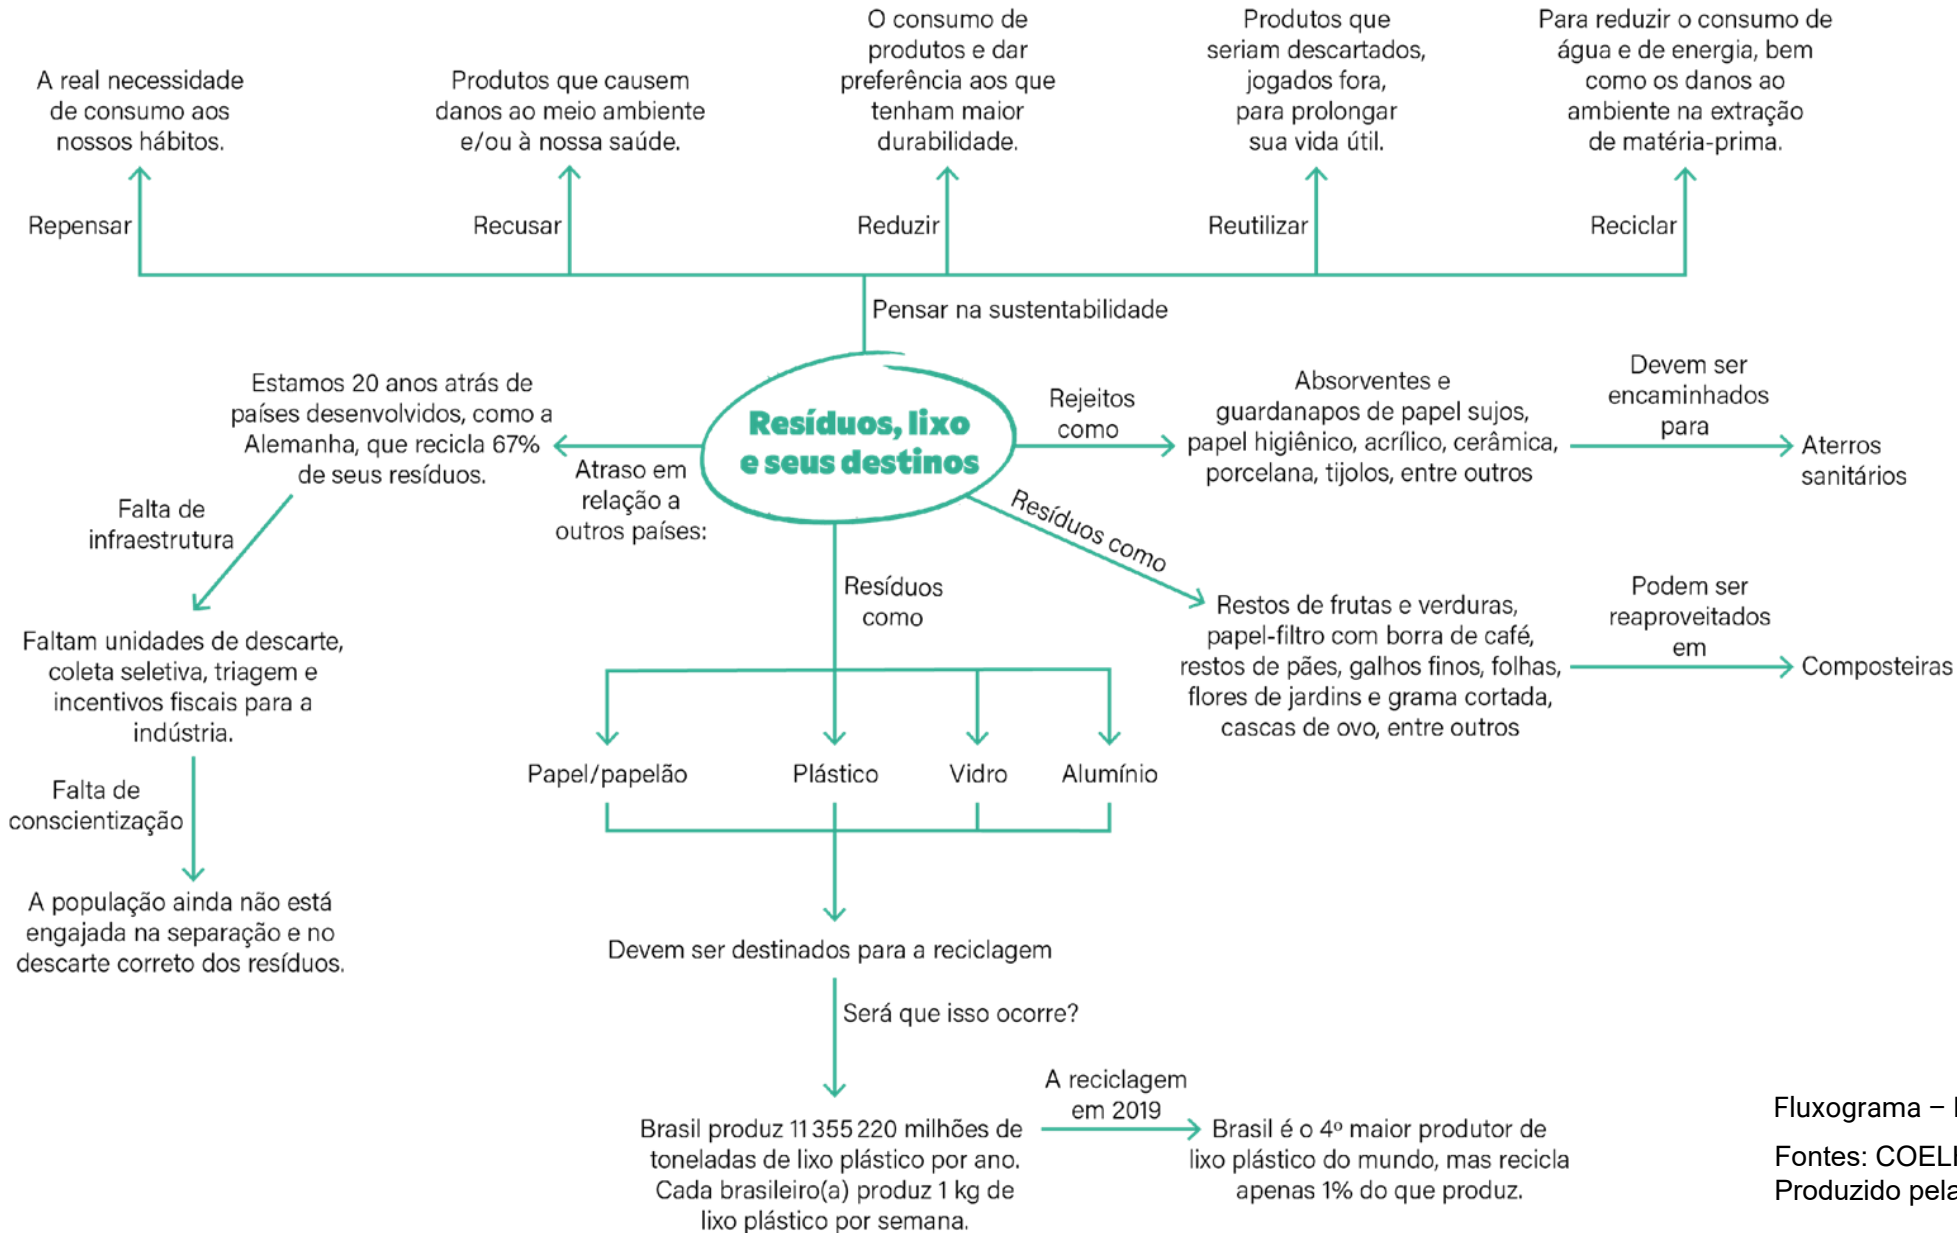 A real necessidade
de consumo aos
nossos hábitos.
Produtos que causem
danos ao meio ambiente
e/ou à nossa saúde.
O consumo de
produtos e dar
preferência aos que
tenham maior
durabilidade.
Produtos que
seriam descartados,
jogados fora,
para prolongar
sua vida útil.
Para reduzir o consumo de
água e de energia, bem
como os danos ao
ambiente na extração
de matéria-prima.
Repensar
Recusar
Reduzir
Reutilizar
Reciclar
Pensar na sustentabilidade
Resíduos, lixo
e seus destinos
Atraso em
relação a
outros países:
Estamos 20 anos atrás de
países desenvolvidos, como a
Alemanha, que recicla 67%
de seus resíduos.
Falta de
infraestrutura
Faltam unidades de descarte,
coleta seletiva, triagem e
incentivos fiscais para a
indústria.
Falta de
conscientização
A população ainda não está
engajada na separação e no
descarte correto dos resíduos.
Rejeitos
como
Absorventes e
guardanapos de papel sujos,
papel higiênico, acrílico, cerâmica,
porcelana, tijolos, entre outros
Devem ser
encaminhados
para
Aterros
sanitários
Resíduos como
Restos de frutas e verduras,
papel-filtro com borra de café,
restos de pães, galhos finos, folhas,
flores de jardins e grama cortada,
cascas de ovo, entre outros
Podem ser
reaproveitados
em
Composteiras
Resíduos
como
Papel/papelão
Plástico
Vidro
Alumínio
Devem ser destinados para a reciclagem
Será que isso ocorre?
Brasil produz 11 355 220 milhões de
toneladas de lixo plástico por ano.
Cada brasileiro(a) produz 1 kg de
lixo plástico por semana.
A reciclagem
em 2019
Brasil é o 4º maior produtor de
lixo plástico do mundo, mas recicla
apenas 1% do que produz.
Fluxograma –
Fontes:
Produzido pela